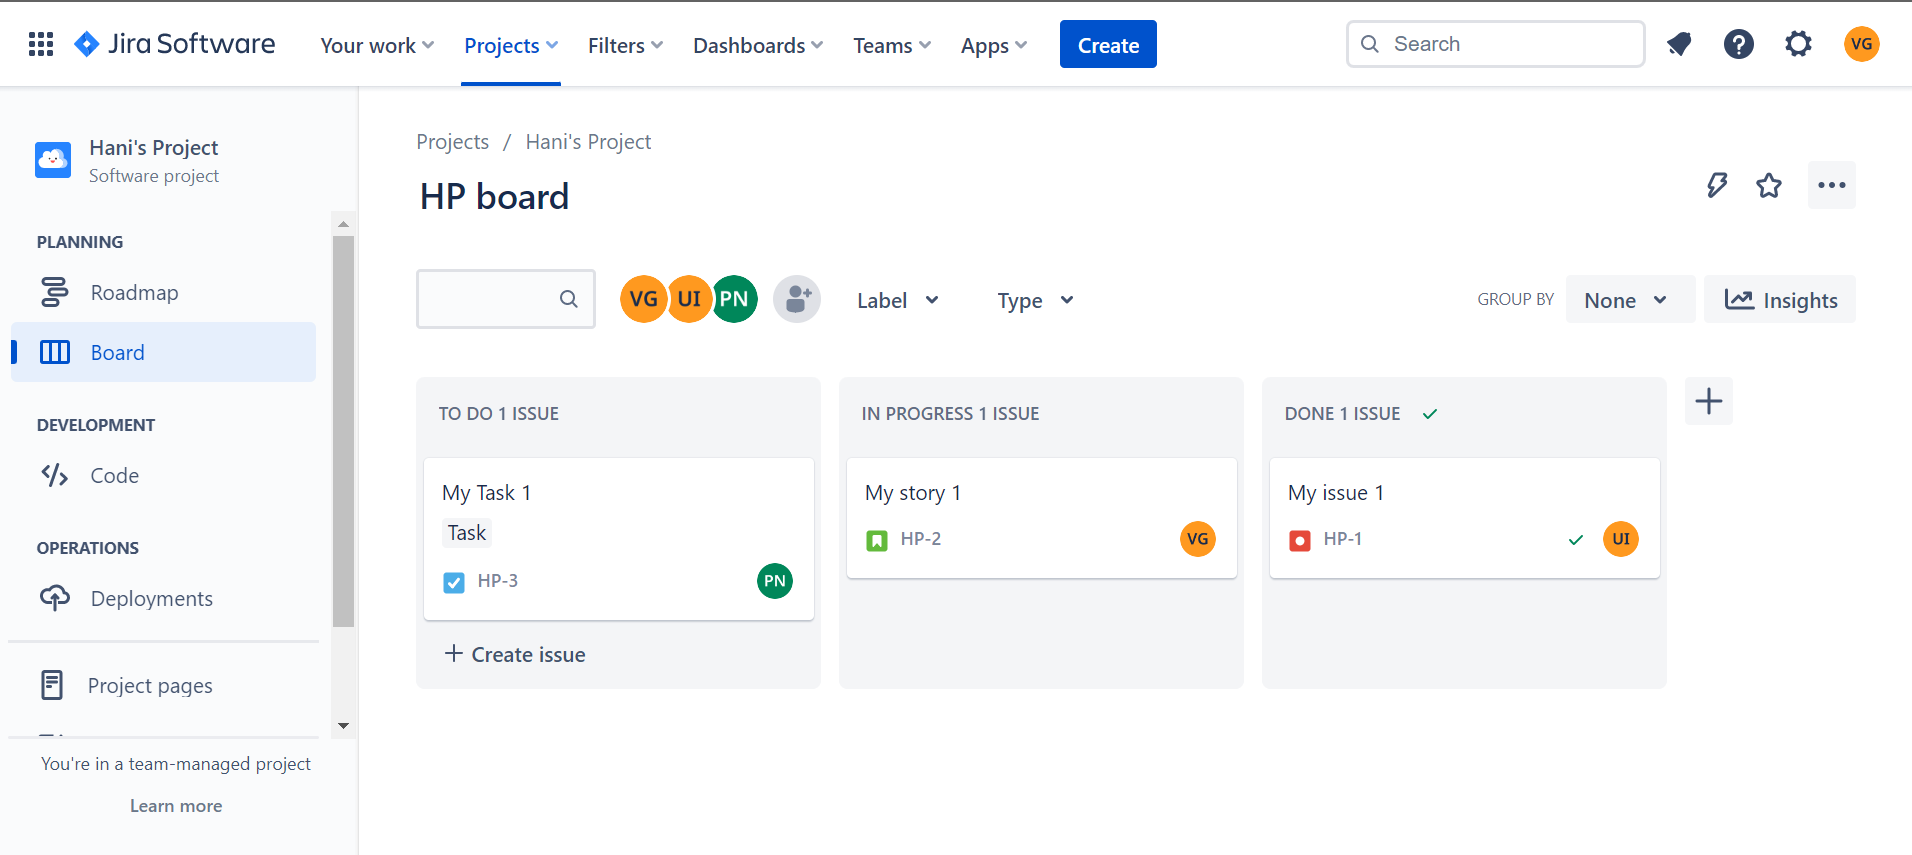 Jira Software
Your work
Projects
Filters
Dashboards
Teams
Apps
Create
Search
VG
Hani's Project
Software project
PLANNING
Roadmap
Board
DEVELOPMENT
Code
OPERATIONS
Deployments
Project pages
You're in a team-managed project
Learn more
Projects / Hani's Project
HP board
VG
UI
PN
Label
Type
GROUP BY
None
Insights
TO DO 1 ISSUE
My Task 1
Task
HP-3
PN
+ Create issue
IN PROGRESS 1 ISSUE
My story 1
HP-2
VG
DONE 1 ISSUE
My issue 1
HP-1
UI